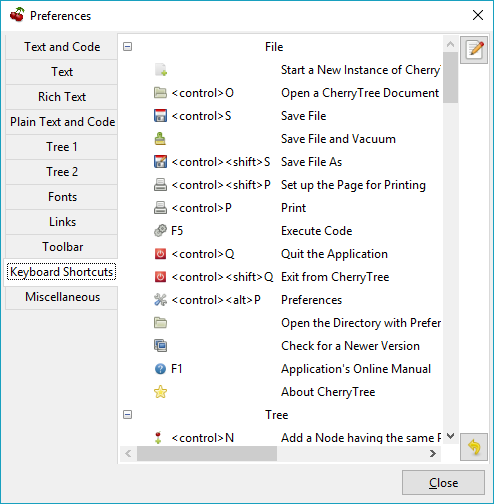 Preferences
Text and Code
Text
Rich Text
Plain Text and Code
Tree 1
Tree 2
Fonts
Links
Toolbar
Keyboard Shortcuts
Miscellaneous
File
Start a New Instance of Cherry
<control>O Open a CherryTree Document
<control>S Save File
Save File and Vacuum
<control><shift>S Save File As
<control><shift>P Set up the Page for Printing
<control>P Print
F5 Execute Code
<control>Q Quit the Application
<control><shift>Q Exit from CherryTree
<control><alt>P Preferences
Open the Directory with Prefer
Check for a Newer Version
F1 Application's Online Manual
About CherryTree
Tree
<control>N Add a Node having the same P
Close